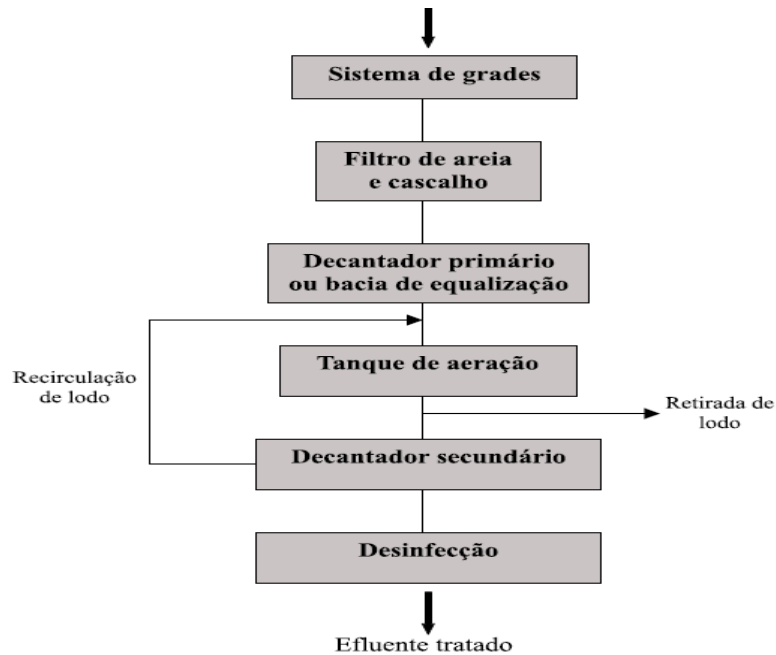 Sistema de grades
Filtro de areia
e cascalho
Decantador primário
ou bacia de equalização
Tanque de aeração
Recirculação
de lodo
Retirada de
lodo
Decantador secundário
Desinfecção
Efluente tratado